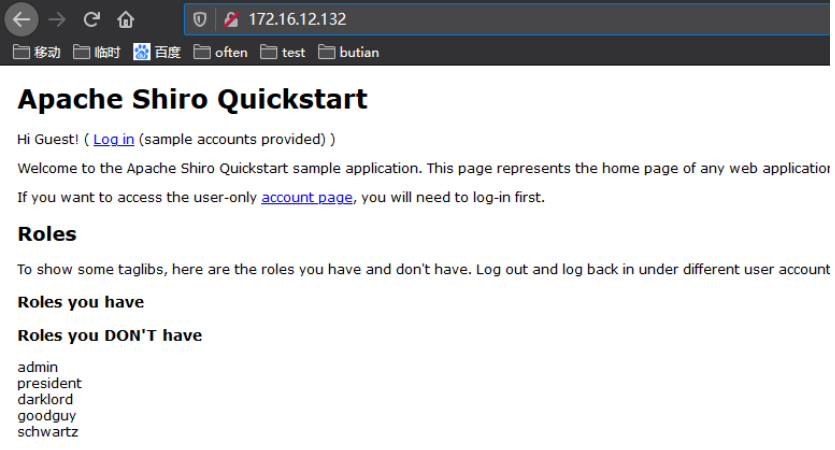 172.16.12.132
移动 临时 百度 often test butian
Apache Shiro Quickstart
Hi Guest! ( Log in (sample accounts provided) )
Welcome to the Apache Shiro Quickstart sample application. This page represents the home page of any web application
If you want to access the user-only account page, you will need to log-in first.
Roles
To show some taglibs, here are the roles you have and don't have. Log out and log back in under different user account
Roles you have
Roles you DON'T have
admin
president
darklord
goodguy
schwartz